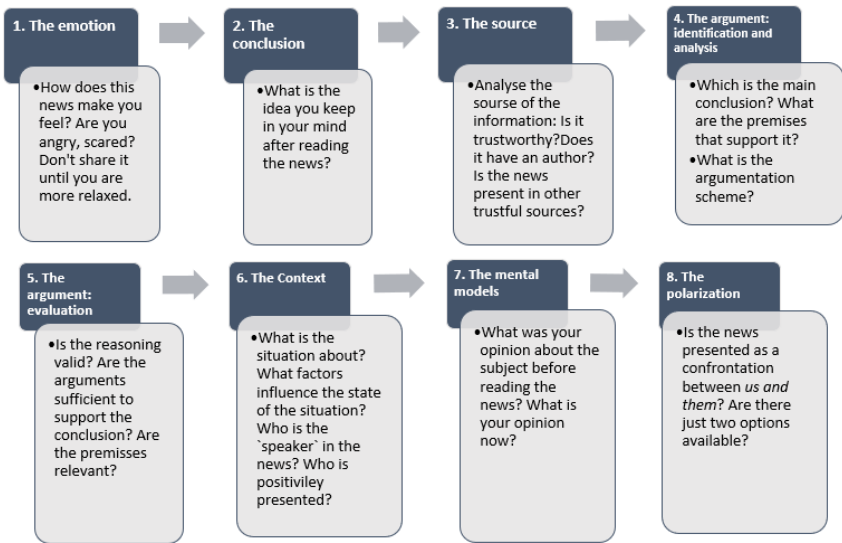 1. The emotion
•How does this
news make you
feel? Are you
angry, scared?
Don't share it
until you are
more relaxed.
2. The
conclusion
•What is the
idea you keep
in your mind
after reading
the news?
3. The source
•Analyse the
sourse of the
information: Is it
trustworthy?Does
it have an author?
Is the news
present in other
trustful sources?
4. The argument:
identification and
analysis
•Which is the main
conclusion? What
are the premises
that support it?
•What is the
argumentation
scheme?
5. The
argument:
evaluation
•Is the reasoning
valid? Are the
arguments
sufficient to
support the
conclusion? Are
the premisses
relevant?
6. The Context
•What is the
situation about?
What factors
influence the state
of the situation?
Who is the
`speaker` in the
news? Who is
positiviley
presented?
7. The mental
models
•What was your
opinion about the
subject before
reading the
news? What is
your opinion
now?
8. The
polarization
•Is the news
presented as a
confrontation
between us and
them? Are there
just two options
available?